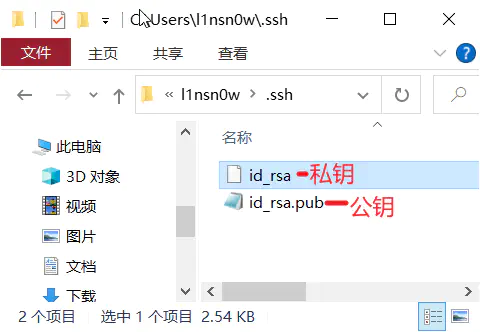 C:\Users\l1nsn0w\.ssh
文件 主页 共享 查看
« l1nsn0w › .ssh
此电脑
3D 对象
视频
图片
文档
下载
名称
id_rsa 私钥
id_rsa.pub 公钥
2 个项目 选中 1 个项目 2.54 KB